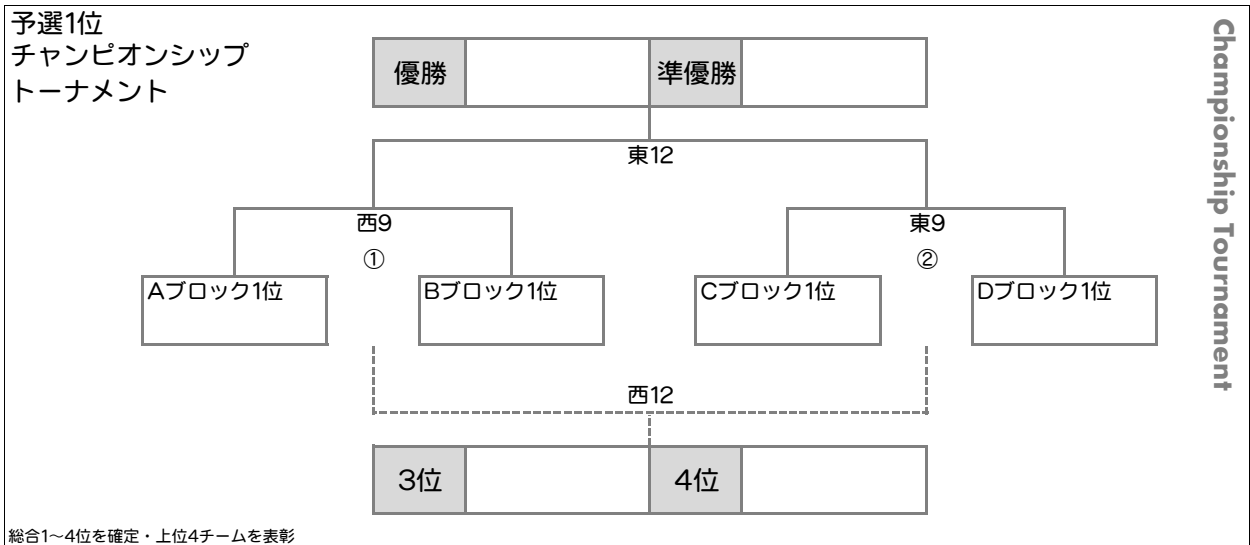 予選1位
チャンピオンシップ
トーナメント
Championship Tournament
優勝
準優勝
東12
西9
東9
①
②
Aブロック1位
Bブロック1位
Cブロック1位
Dブロック1位
西12
3位
4位
総合1～4位を確定・上位4チームを表彰